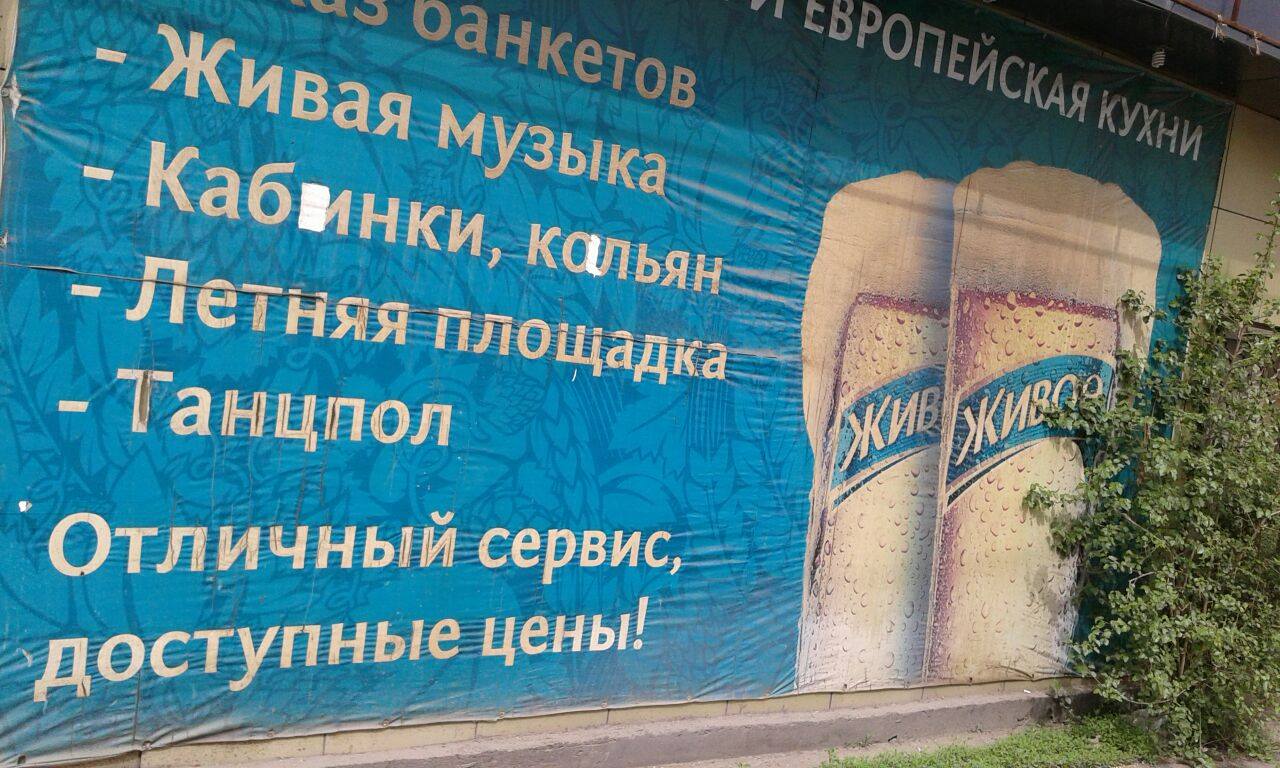 банкетов
И ЕВРОПЕЙСКАЯ КУХНИ
- Живая музыка
- Кабинки, кальян
- Летняя площадка
- Танцпол
Отличный сервис,
доступные цены!
ЖИВ
ЖИВОЕ